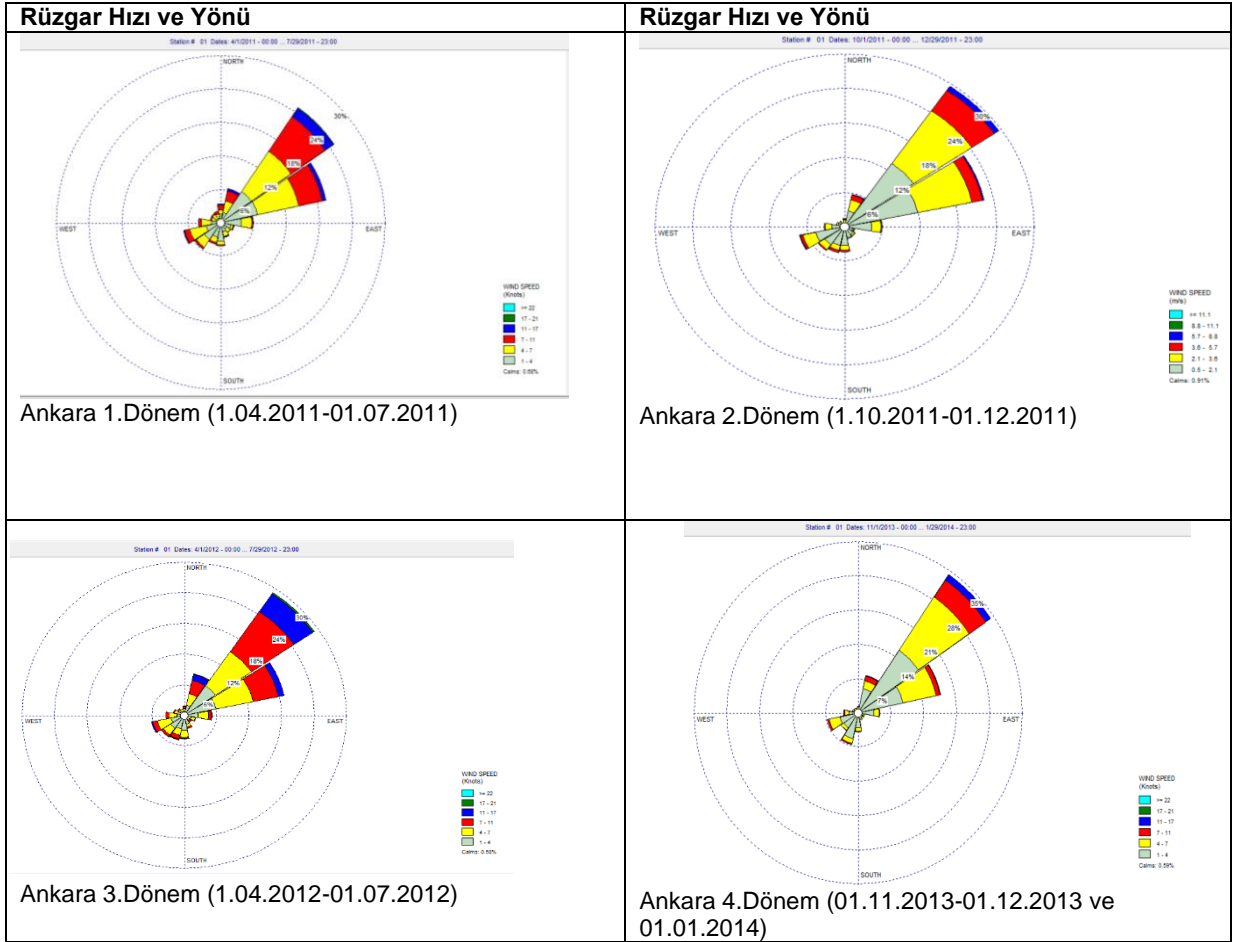 Rüzgar Hızı ve Yönü
Station # 01 Dates: 4/1/2011 - 00:00 ... 7/29/2011 - 23:00
NORTH
30%
24%
18%
12%
6%
WEST
EAST
SOUTH
WIND SPEED
(Knots)
>= 22
17 - 21
11 - 17
7 - 11
4 - 7
1 - 4
Ankara 1.Dönem (1.04.2011-01.07.2011)
Rüzgar Hızı ve Yönü
Station # 01 Dates: 10/1/2011 - 00:00 ... 12/29/2011 - 23:00
NORTH
30%
24%
18%
12%
6%
WEST
EAST
SOUTH
WIND SPEED
(m/s)
>= 11.1
8.8 - 11.1
5.7 - 8.8
3.6 - 5.7
2.1 - 3.6
0.5 - 2.1
Calms: 0.91%
Ankara 2.Dönem (1.10.2011-01.12.2011)
Station # 01 Dates: 4/1/2012 - 00:00 ... 7/29/2012 - 23:00
NORTH
30%
24%
18%
12%
6%
WEST
EAST
SOUTH
WIND SPEED
(Knots)
>= 22
17 - 21
11 - 17
7 - 11
4 - 7
1 - 4
Ankara 3.Dönem (1.04.2012-01.07.2012)
Station # 01 Dates: 11/1/2013 - 00:00 ... 1/29/2014 - 23:00
NORTH
35%
28%
21%
14%
7%
WEST
EAST
SOUTH
WIND SPEED
(Knots)
>= 22
17 - 21
11 - 17
7 - 11
4 - 7
1 - 4
Calms: 0.59%
Ankara 4.Dönem (01.11.2013-01.12.2013 ve
01.01.2014)